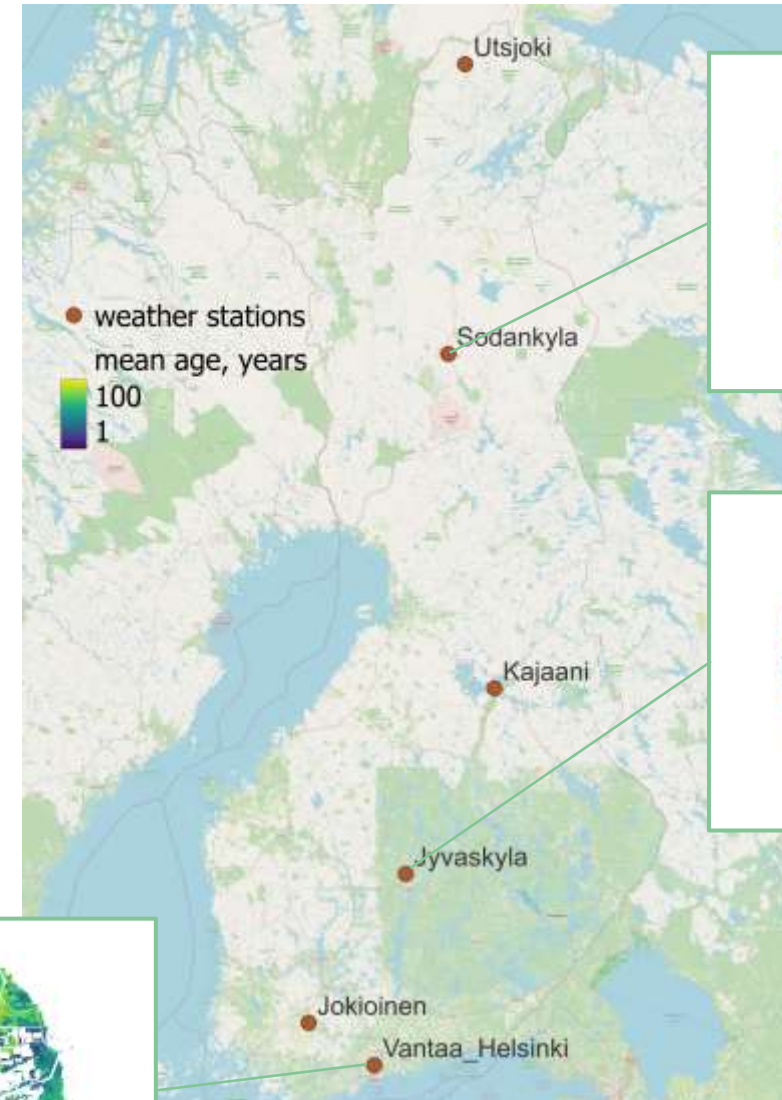 Utsjoki
weather stations
Sodankyla
mean age, years
100
1
Kajaani
Jyvaskyla
Jokioinen
Vantaa_Helsinki